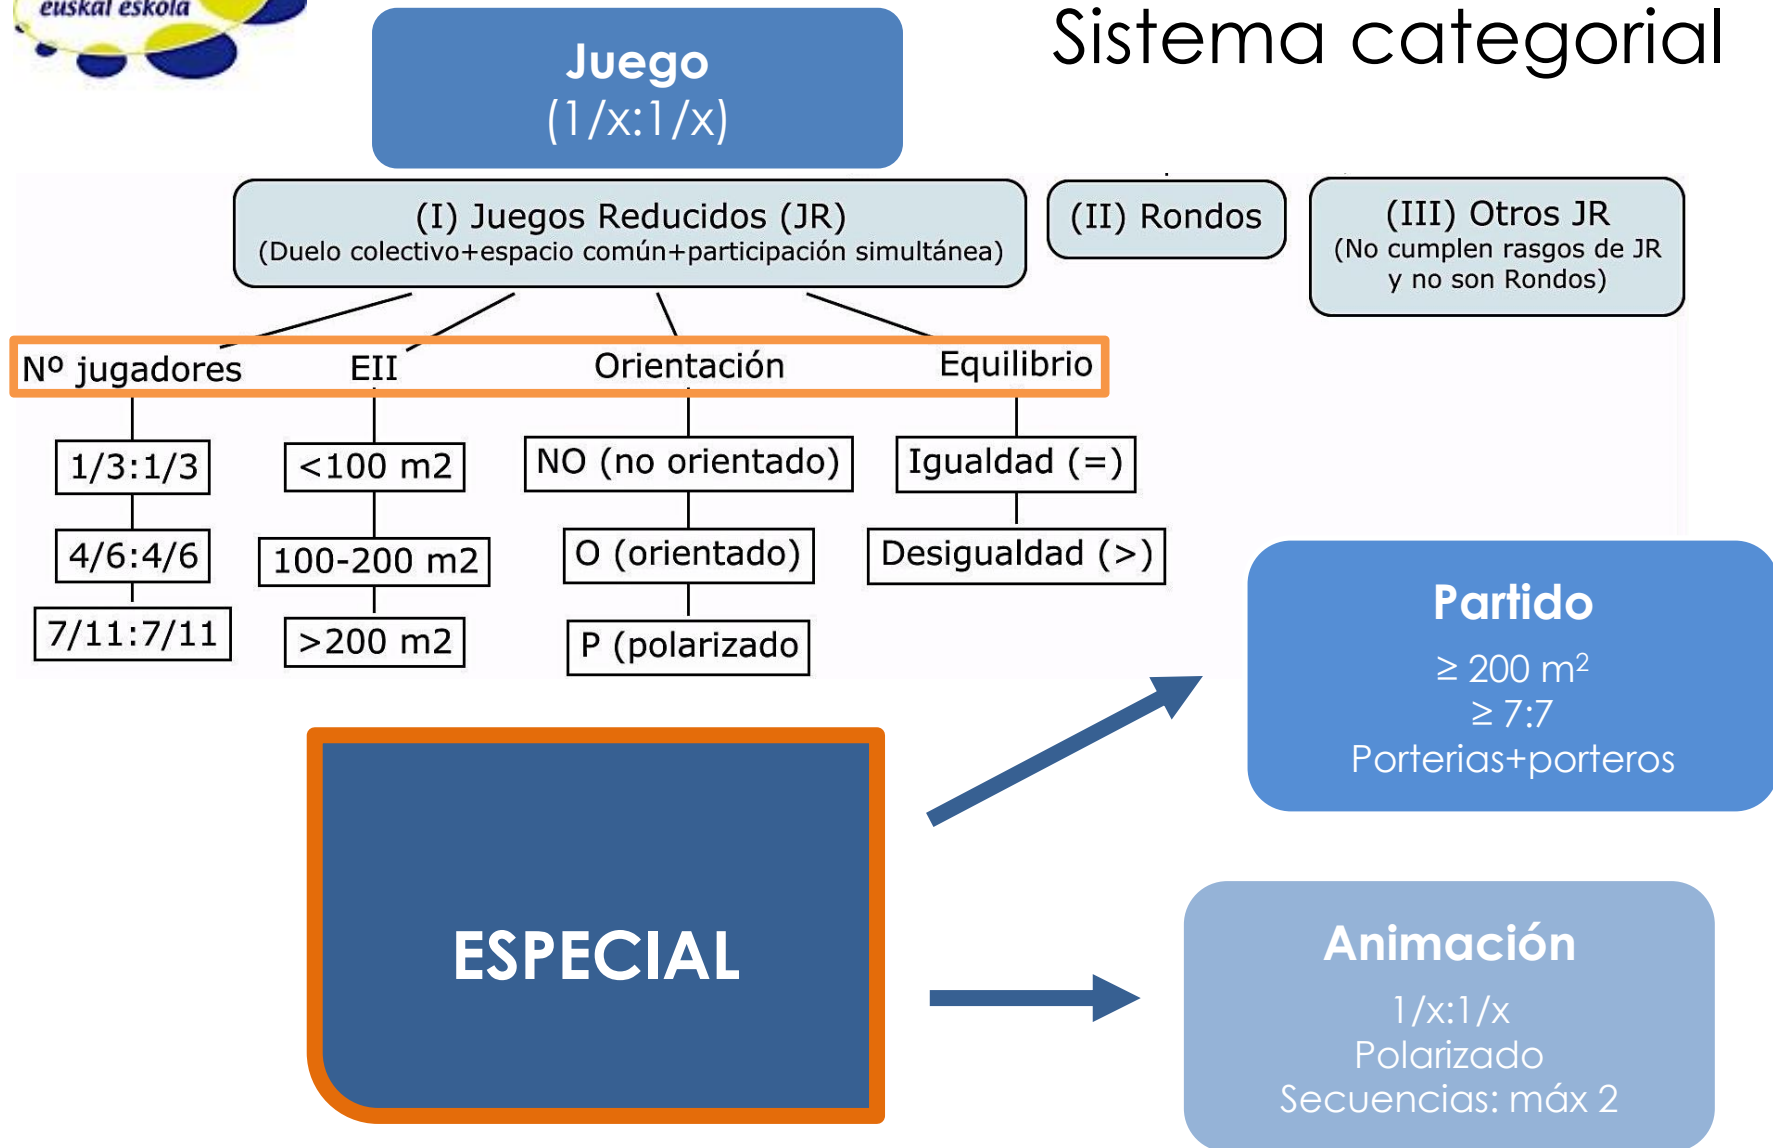 euskal eskola
Sistema categorial
Juego
(1/x:1/x)
(I) Juegos Reducidos (JR)
(Duelo colectivo+espacio común+participación simultánea)
(II) Rondos
(III) Otros JR
(No cumplen rasgos de JR
y no son Rondos)
Nº jugadores
EII
Orientación
Equilibrio
1/3:1/3
<100 m2
NO (no orientado)
Igualdad (=)
4/6:4/6
100-200 m2
O (orientado)
Desigualdad (>)
7/11:7/11
>200 m2
P (polarizado
Partido
≥ 200 m²
≥ 7:7
Porterias+porteros
ESPECIAL
Animación
1/x:1/x
Polarizado
Secuencias: máx 2